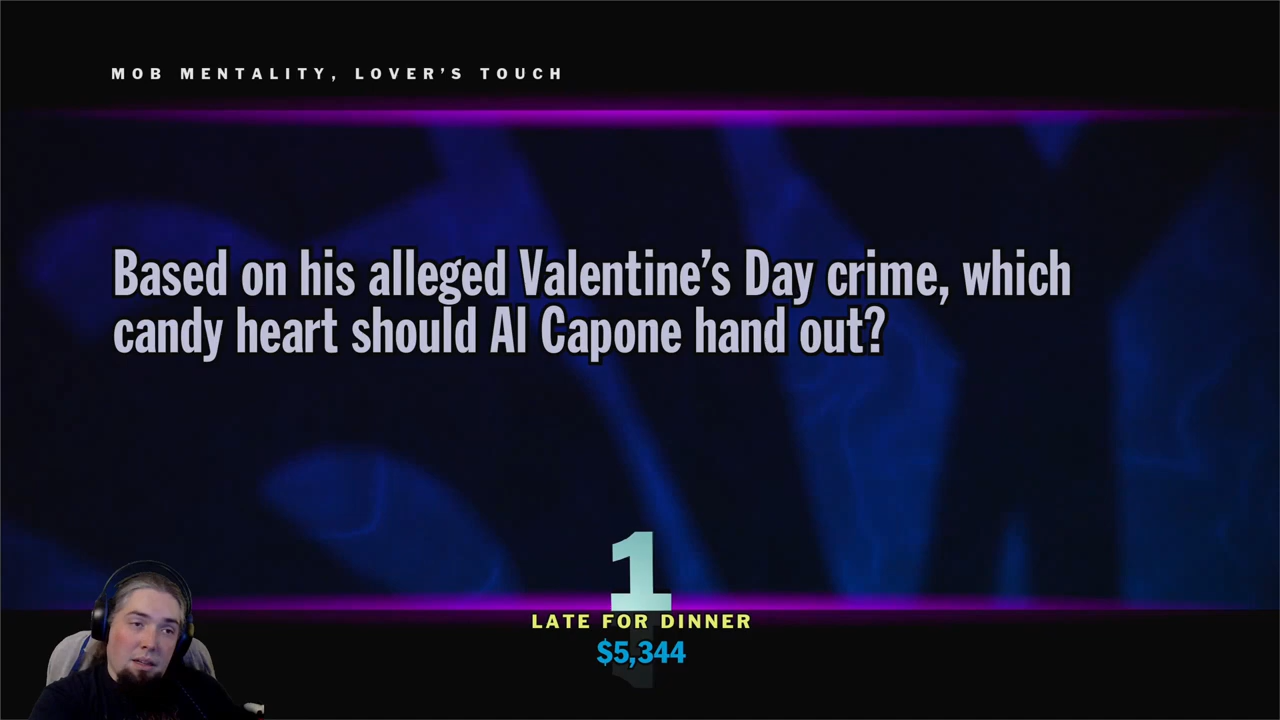 MOB MENTALITY, LOVER'S TOUCH
Based on his alleged Valentine's Day crime, which
candy heart should Al Capone hand out?
1
LATE FOR DINNER
$5,344